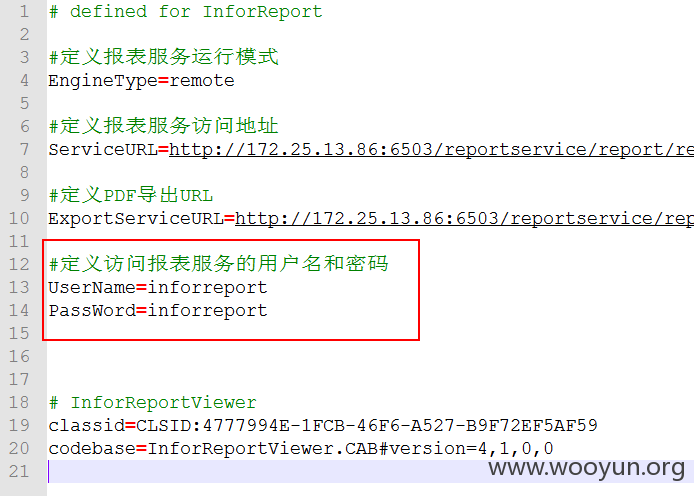 1 # defined for InforReport
2
3 #定义报表服务运行模式
4 EngineType=remote
5
6 #定义报表服务访问地址
7 ServiceURL=http://172.25.13.86:6503/reportservice/report/re
8
9 #定义PDF导出URL
10 ExportServiceURL=http://172.25.13.86:6503/reportservice/rep
11
12 #定义访问报表服务的用户名和密码
13 UserName=inforreport
14 PassWord=inforreport
15
16
17
18 # InforReportViewer
19 classid=CLSID:4777994E-1FCB-46F6-A527-B9F72EF5AF59
20 codebase=InforReportViewer.CAB#version=4,1,0,0
21
www.wooyun.org